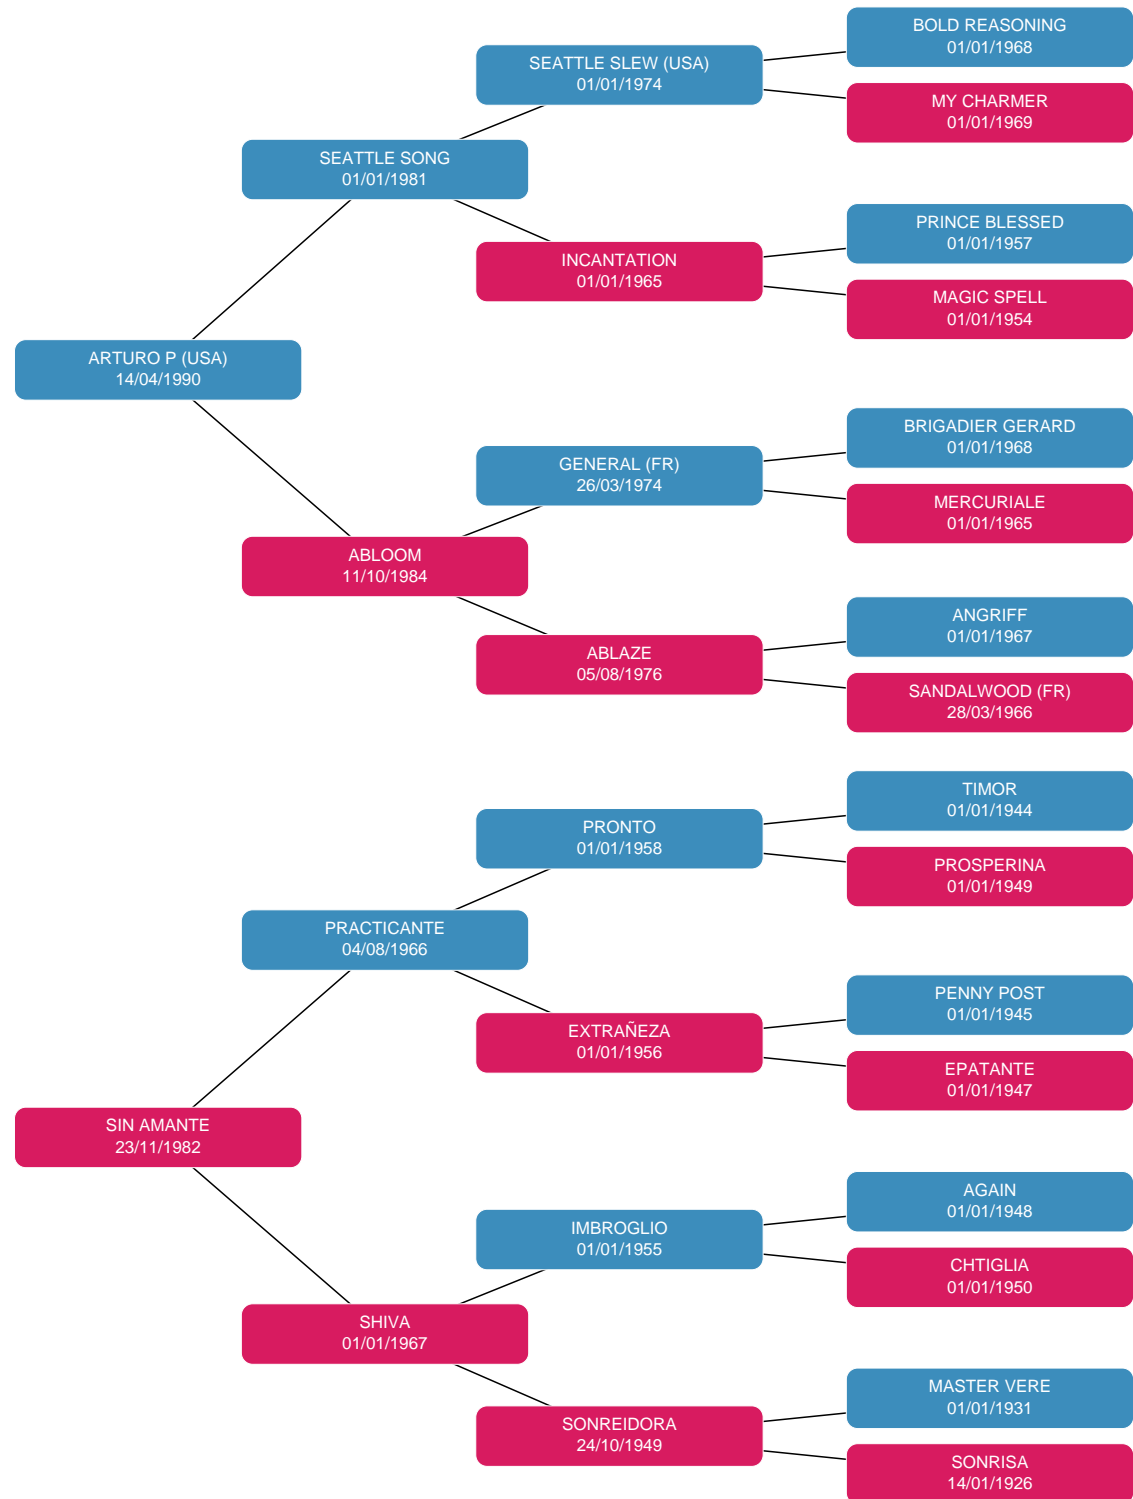 BOLD REASONING
01/01/1968
SEATTLE SLEW (USA)
01/01/1974
MY CHARMER
01/01/1969
SEATTLE SONG
01/01/1981
PRINCE BLESSED
01/01/1957
INCANTATION
01/01/1965
MAGIC SPELL
01/01/1954
ARTURO P (USA)
14/04/1990
BRIGADIER GERARD
01/01/1968
GENERAL (FR)
26/03/1974
MERCURIALE
01/01/1965
ABLOOM
11/10/1984
ANGRIFF
01/01/1967
ABLAZE
05/08/1976
SANDALWOOD (FR)
28/03/1966
TIMOR
01/01/1944
PRONTO
01/01/1958
PROSPERINA
01/01/1949
PRACTICANTE
04/08/1966
PENNY POST
01/01/1945
EXTRAÑEZA
01/01/1956
EPATANTE
01/01/1947
SIN AMANTE
23/11/1982
AGAIN
01/01/1948
IMBROGLIO
01/01/1955
CHTIGLIA
01/01/1950
SHIVA
01/01/1967
MASTER VERE
01/01/1931
SONREIDORA
24/10/1949
SONRISA
14/01/1926